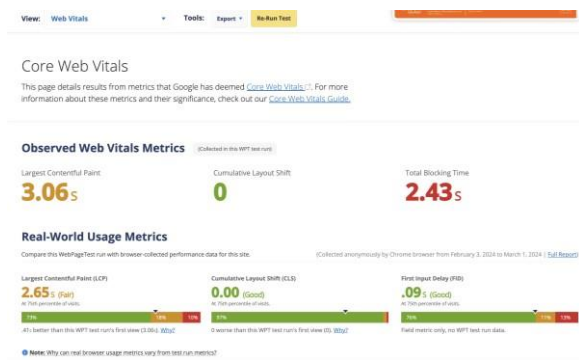 View: Web Vitals Tools: Export Re-Run Test
Core Web Vitals
This page details results from metrics that Google has deemed Core Web Vitals. For more
information about these metrics and their significance, check out our Core Web Vitals Guide.
Observed Web Vitals Metrics (Collected in this WPT test run)
Largest Contentful Paint Cumulative Layout Shift Total Blocking Time
3.06s 0 2.43s
Real-World Usage Metrics
Compare this WebPageTest run with browser-collected performance data for this site. (Collected anonymously by Chrome browser from February 3, 2024 to March 1, 2024 | Full Report)
Largest Contentful Paint (LCP) Cumulative Layout Shift (CLS) First Input Delay (FID)
2.65s (Fair) 0.00 (Good) .09s (Good)
At 75th percentile of visits. At 75th percentile of visits. At 75th percentile of visits.
73% 18% 10% 97% 76% 11% 13%
.41s better than this WPT test run's first view (3.06s). Why? 0 worse than this WPT test run's first view (0). Why? Field metric only, no WPT test run data.
Note: Why can real browser usage metrics vary from test run metrics?